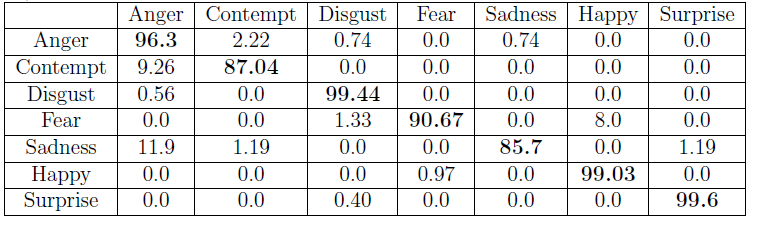 Anger Contempt Disgust Fear Sadness Happy Surprise
Anger 96.3 2.22 0.74 0.0 0.74 0.0 0.0
Contempt 9.26 87.04 0.0 0.0 0.0 0.0 0.0
Disgust 0.56 0.0 99.44 0.0 0.0 0.0 0.0
Fear 0.0 0.0 1.33 90.67 0.0 8.0 0.0
Sadness 11.9 1.19 0.0 0.0 85.7 0.0 1.19
Happy 0.0 0.0 0.0 0.97 0.0 99.03 0.0
Surprise 0.0 0.0 0.40 0.0 0.0 0.0 99.6